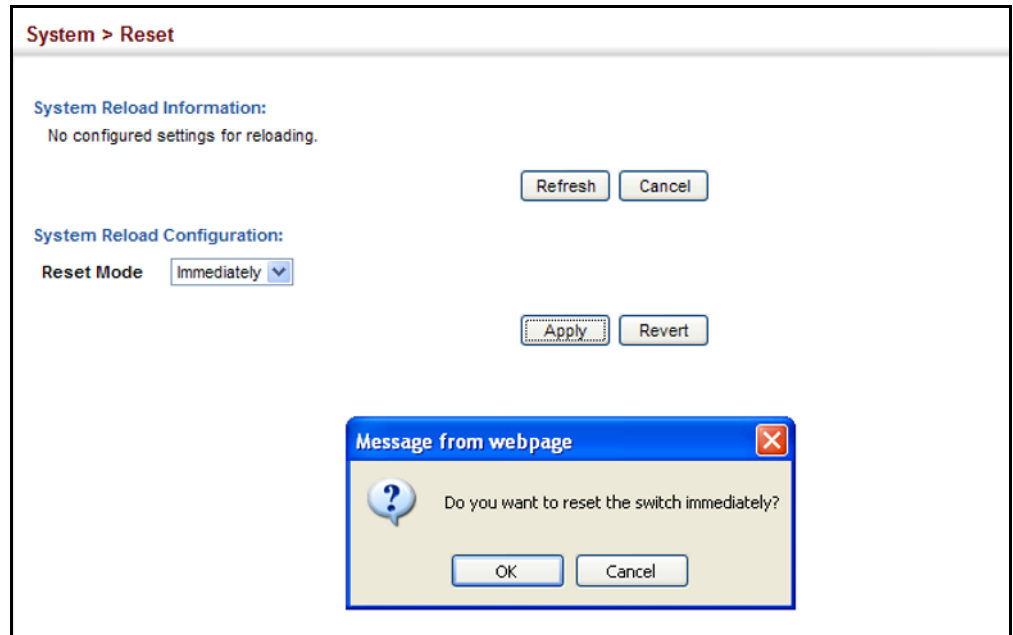 System > Reset
System Reload Information:
No configured settings for reloading.
Refresh Cancel
System Reload Configuration:
Reset Mode Immediately
Apply Revert
Message from webpage
Do you want to reset the switch immediately?
OK Cancel